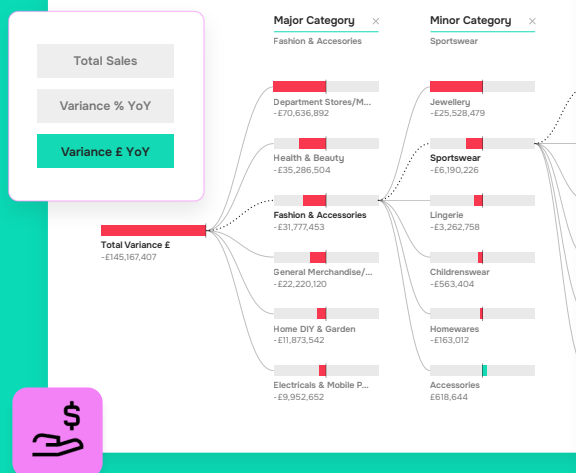 Total Sales
Variance % YoY
Variance £ YoY
Total Variance £
-£145,167,407
Major Category ×
Fashion & Accesories
Department Stores/M...
-£70,636,892
Health & Beauty
-£35,286,504
Fashion & Accessories
-£31,777,453
General Merchandise/...
-£22,220,120
Home DIY & Garden
-£11,873,542
Electricals & Mobile P...
-£9,952,652
Minor Category ×
Sportswear
Jewellery
-£25,528,479
Sportswear
-£6,190,226
Lingerie
-£3,262,758
Childrenswear
-£563,404
Homewares
-£163,012
Accessories
£618,644
$